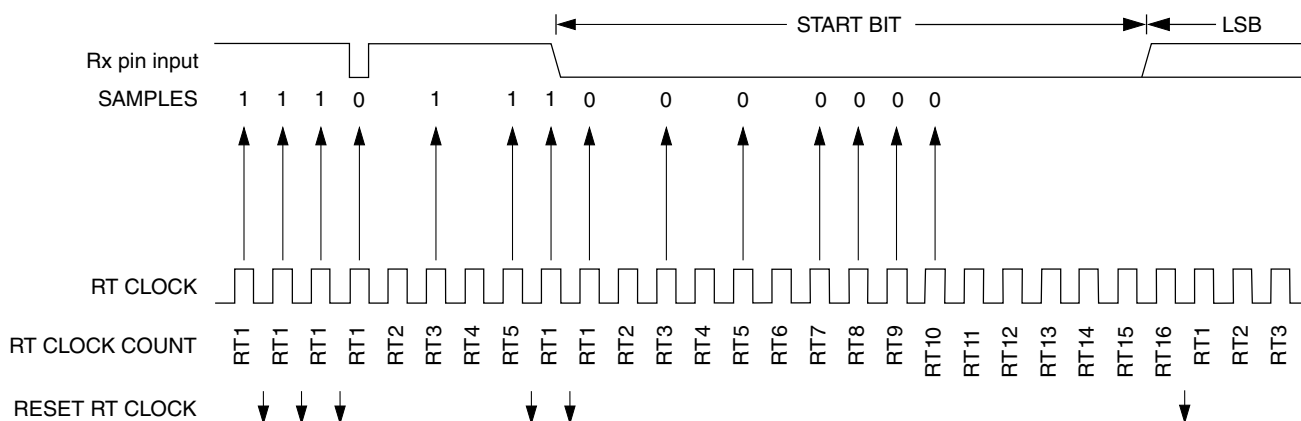 START BIT LSB
Rx pin input
SAMPLES 1 1 1 0 1 1 1 0 0 0 0 0 0 0
RT CLOCK
RT CLOCK COUNT RT1 RT1 RT1 RT1 RT2 RT3 RT4 RT5 RT1 RT1 RT2 RT3 RT4 RT5 RT6 RT7 RT8 RT9 RT10 RT11 RT12 RT13 RT14 RT15 RT16 RT1 RT2 RT3
RESET RT CLOCK